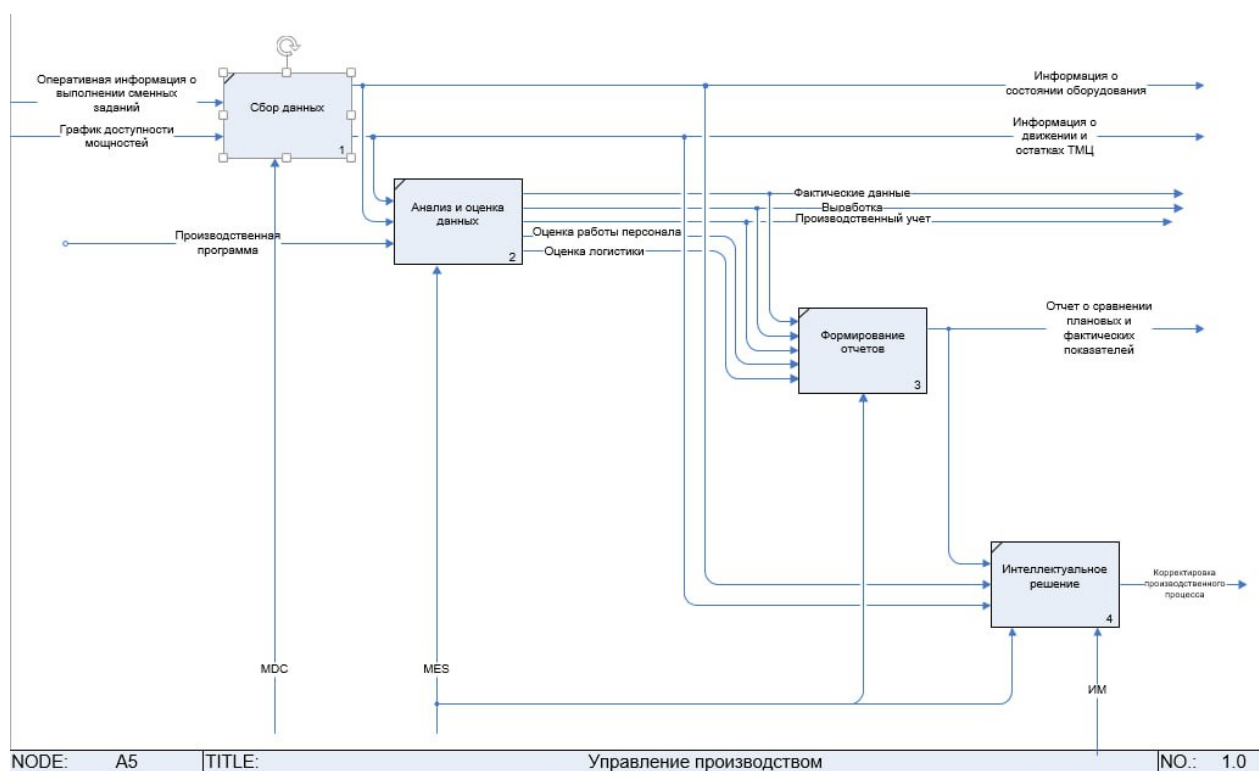 Оперативная информация о
выполнении сменных
заданий
График доступности
мощностей
Сбор данных
1
Информация о
состоянии оборудования
Информация о
движении и
остатках ТМЦ
Анализ и оценка
данных
2
Производственная
программа
Фактические данные
Выработка
Производственный учет
Оценка работы персонала
Оценка логистики
Формирование
отчетов
3
Отчет о сравнении
плановых и
фактических
показателей
Интеллектуальное
решение
4
Корректировка
производственного
процесса
MDC
MES
ИМ
NODE: A5 TITLE: Управление производством NO.: 1.0